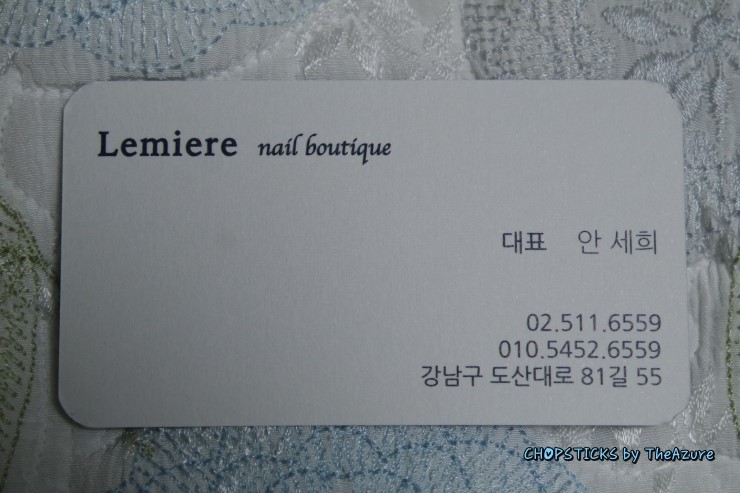 Lemiere nail boutique
대표 안 세희
02.511.6559
010.5452.6559
강남구 도산대로 81길 55
CHOPSTICKS by TheAzure